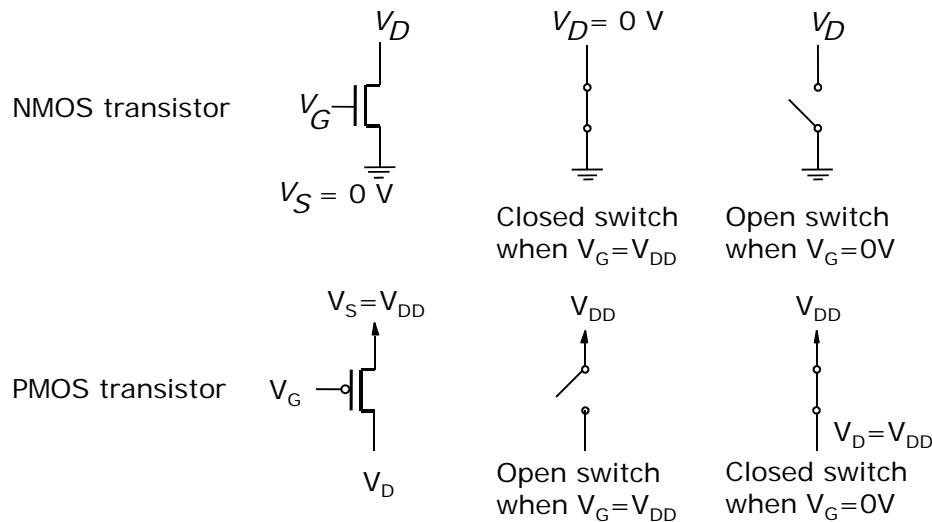 V_D
V_D = 0 V
V_D
NMOS transistor
V_G
V_S = 0 V
Closed switch
when V_G=V_DD
Open switch
when V_G=0V
V_S=V_DD
V_DD
V_DD
PMOS transistor
V_G
V_D
V_D=V_DD
Open switch
when V_G=V_DD
Closed switch
when V_G=0V